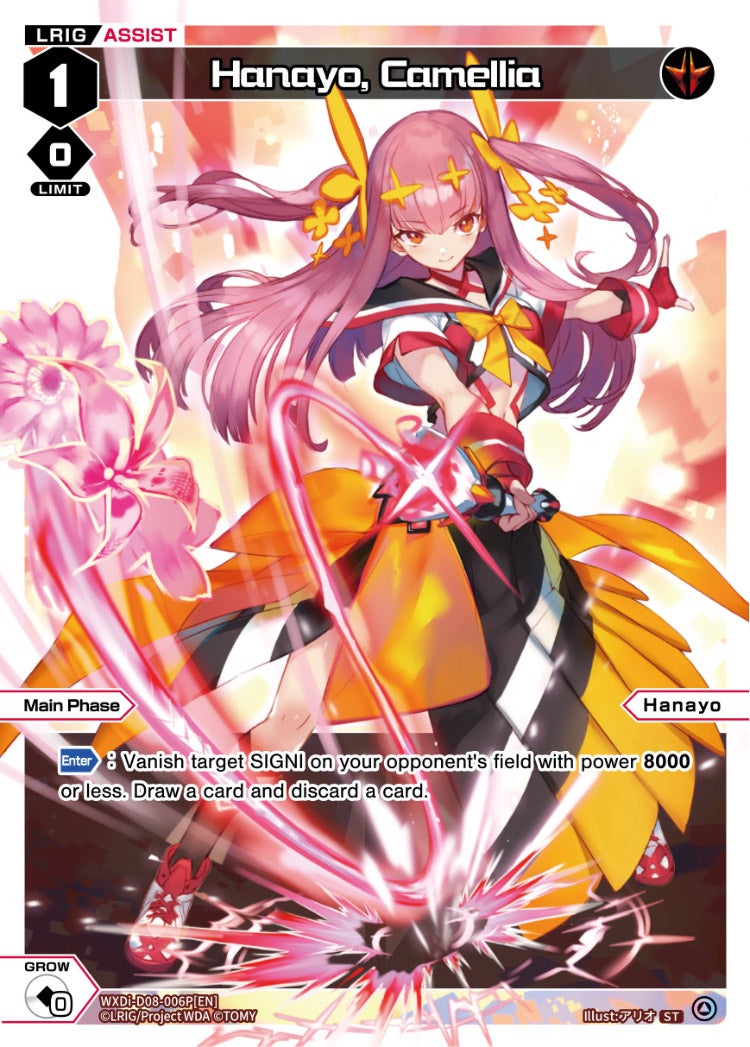 LRIG ASSIST
1
Hanayo, Camellia
0
LIMIT
Main Phase
Hanayo
Enter : Vanish target SIGNI on your opponent's field with power 8000
or less. Draw a card and discard a card.
GROW
0
WXDi-D08-006P[EN]
©LRIG/Project WDA ©TOMY
Illust:アリオ ST